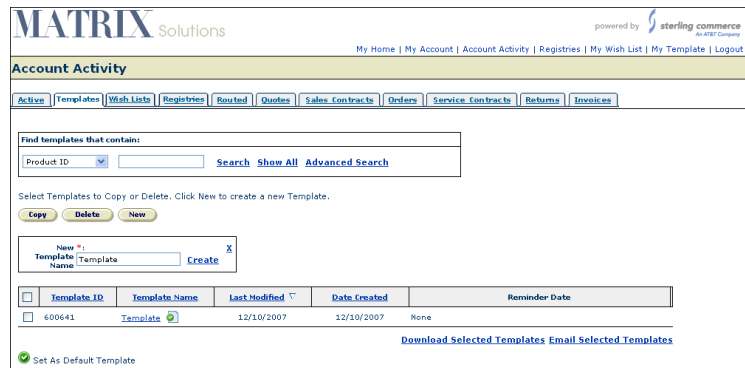 MATRIX Solutions
powered by sterling commerce
An AT&T Company
My Home | My Account | Account Activity | Registries | My Wish List | My Template | Logout
Account Activity
Active Templates Wish Lists Registries Routed Quotes Sales Contracts Orders Service Contracts Returns Invoices
Find templates that contain:
Product ID Search Show All Advanced Search
Select Templates to Copy or Delete. Click New to create a new Template.
Copy Delete New
New *: X
Template Name Template Create
Template ID Template Name Last Modified Date Created Reminder Date
600641 Template 12/10/2007 12/10/2007 None
Download Selected Templates Email Selected Templates
Set As Default Template